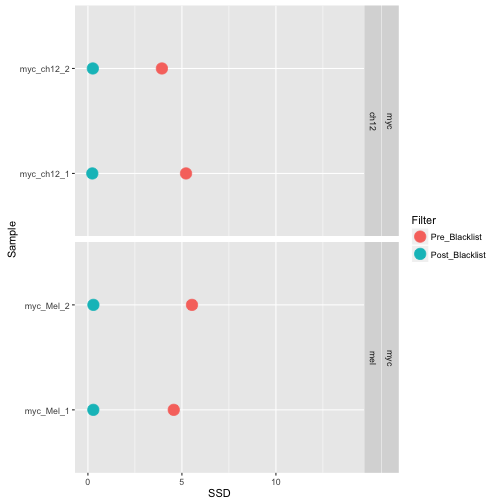 myc_ch12_2
myc_ch12_1
ch12
myc
myc_Mel_2
myc_Mel_1
mel
myc
Sample
0
5
10
SSD
Filter
Pre_Blacklist
Post_Blacklist